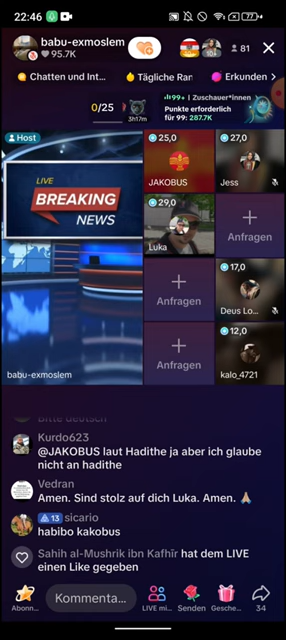 22:46
77
babu-exmoslem
95.7K
81
Chatten und Int...
Tägliche Ran
Erkunden
0/25
3h17m
99+ | Zuschauer*innen
Punkte erforderlich
für 99: 287.7K
Host
LIVE
BREAKING
NEWS
babu-exmoslem
25,0
JAKOBUS
27,0
Jess
29,0
Luka
+
Anfragen
+
Anfragen
17,0
Deus Lo...
+
Anfragen
12,0
kalo_4721
Bitte deutsch
Kurdo623
@JAKOBUS laut Hadithe ja aber ich glaube
nicht an hadithe
Vedran
Amen. Sind stolz auf dich Luka. Amen. 🙏🏼
13 sicario
habibo kakobus
Sahih al-Mushrik ibn Kafhîr hat dem LIVE
einen Like gegeben
Abonn...
Kommenta...
LIVE mi...
Senden
Gesche...
34